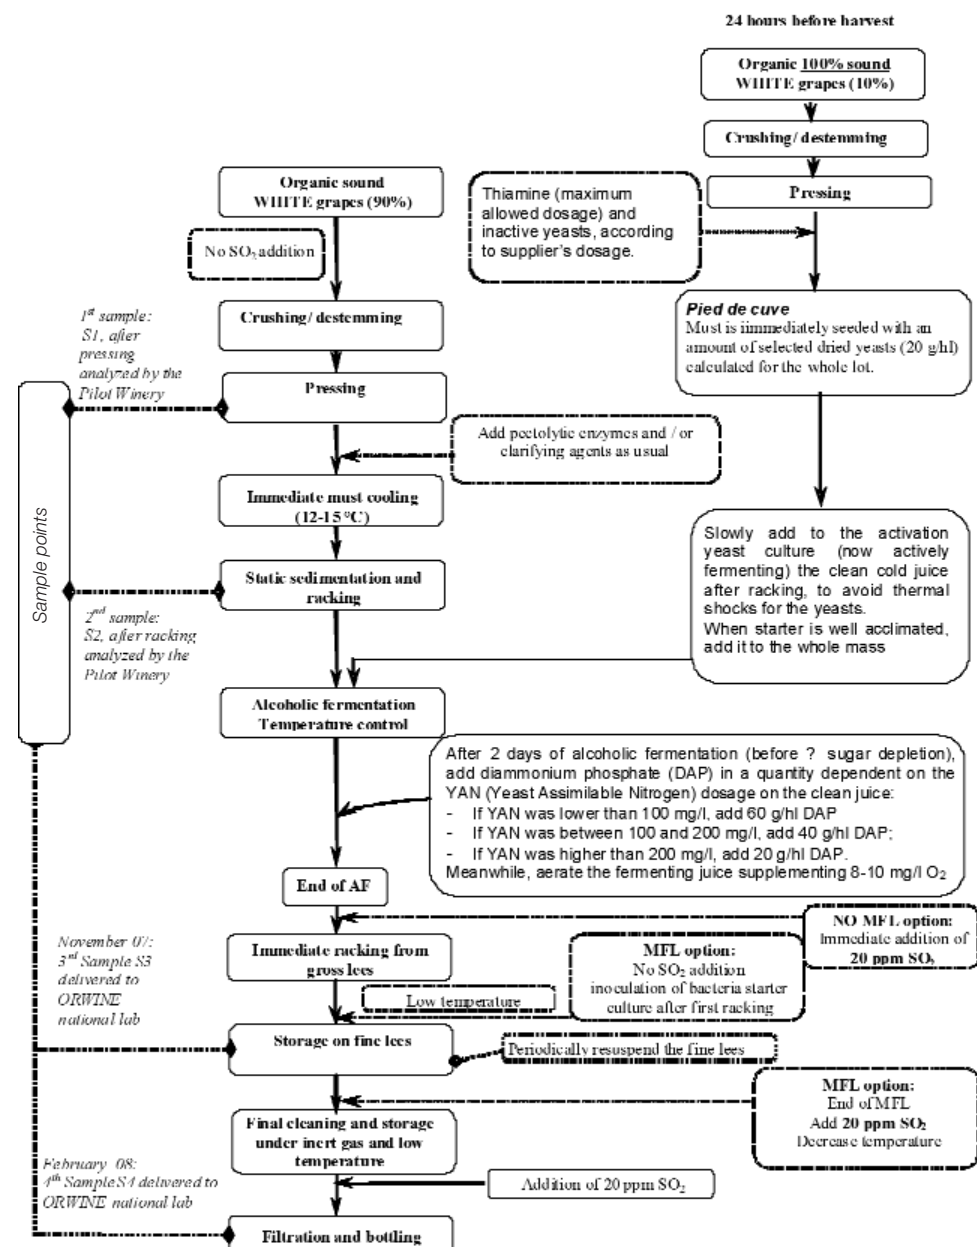 24 hours before harvest
Organic 100% sound
WHITE grapes (10%)
Crushing/ destemming
Pressing
Thiamine (maximum
allowed dosage) and
inactive yeasts, according
to supplier's dosage.
Pied de cuve
Must is iimmediately seeded with an
amount of selected dried yeasts (20 g/hl)
calculated for the whole lot.
Slowly add to the activation
yeast culture (now actively
fermenting) the clean cold juice
after racking, to avoid thermal
shocks for the yeasts.
When starter is well acclimated,
add it to the whole mass
Organic sound
WHITE grapes (90%)
No SO2 addition
Crushing/ destemming
1st sample:
S1, after
pressing
analyzed by the
Pilot Winery
Pressing
Add pectolytic enzymes and / or
clarifying agents as usual
Immediate must cooling
(12-15 °C)
Sample points
Static sedimentation and
racking
2nd sample:
S2, after racking
analyzed by the
Pilot Winery
Alcoholic fermentation
Temperature control
After 2 days of alcoholic fermentation (before ? sugar depletion),
add diammonium phosphate (DAP) in a quantity dependent on the
YAN (Yeast Assimilable Nitrogen) dosage on the clean juice:
- If YAN was lower than 100 mg/l, add 60 g/hl DAP
- If YAN was between 100 and 200 mg/l, add 40 g/hl DAP;
- If YAN was higher than 200 mg/l, add 20 g/hl DAP.
Meanwhile, aerate the fermenting juice supplementing 8-10 mg/l O2
End of AF
NO MFL option:
Immediate addition of
20 ppm SO2
Immediate racking from
gross lees
MFL option:
No SO2 addition
inoculation of bacteria starter
culture after first racking
Low temperature
November 07:
3rd Sample S3
delivered to
ORWINE
national lab
Storage on fine lees
Periodically resuspend the fine lees
MFL option:
End of MFL
Add 20 ppm SO2
Decrease temperature
Final cleaning and storage
under inert gas and low
temperature
February 08:
4th Sample S4 delivered to
ORWINE national lab
Addition of 20 ppm SO2
Filtration and bottling